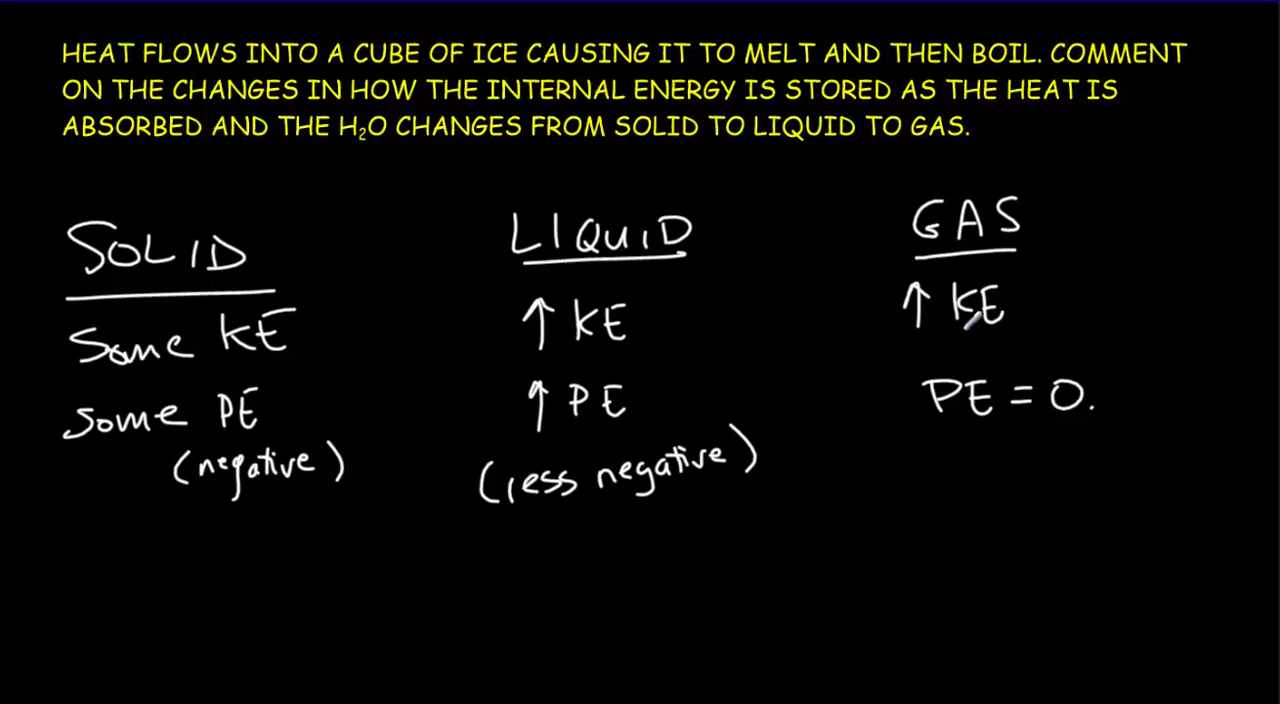 HEAT FLOWS INTO A CUBE OF ICE CAUSING IT TO MELT AND THEN BOIL. COMMENT
ON THE CHANGES IN HOW THE INTERNAL ENERGY IS STORED AS THE HEAT IS
ABSORBED AND THE H₂O CHANGES FROM SOLID TO LIQUID TO GAS.
SOLID
Some KE
some PE
(negative)
LIQUID
↑ KE
↑ PE
(less negative)
GAS
↑ KE
PE = 0.